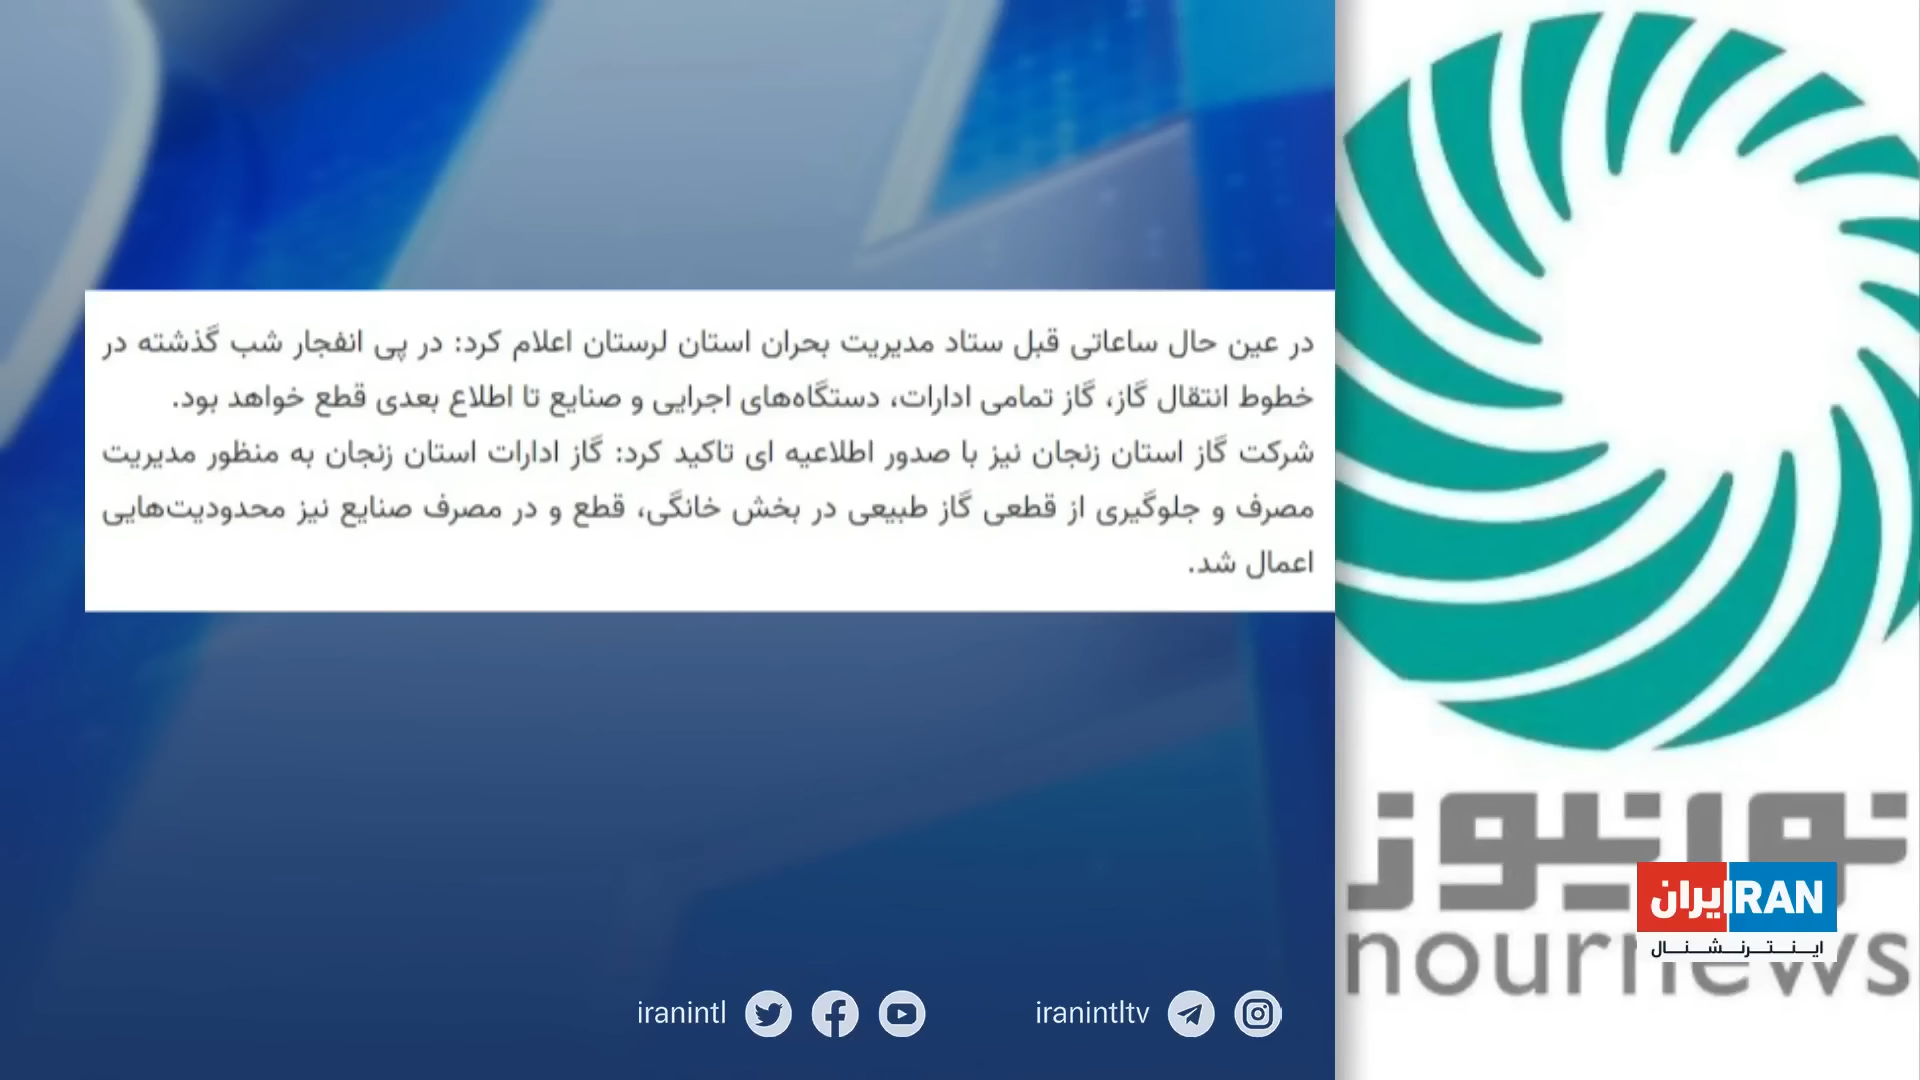 در عین حال ساعاتی قبل ستاد مدیریت بحران استان لرستان اعلام کرد: در پی انفجار شب گذشته در
خطوط انتقال گاز، گاز تمامی ادارات، دستگاه‌های اجرایی و صنایع تا اطلاع بعدی قطع خواهد بود.
شرکت گاز استان زنجان نیز با صدور اطلاعیه ای تاکید کرد: گاز ادارات استان زنجان به منظور مدیریت
مصرف و جلوگیری از قطعی گاز طبیعی در بخش خانگی، قطع و در مصرف صنایع نیز محدودیت‌هایی
اعمال شد.
نورنیوز
nournews
ایران IRAN
اینترنشنال
iranintl
iranintltv